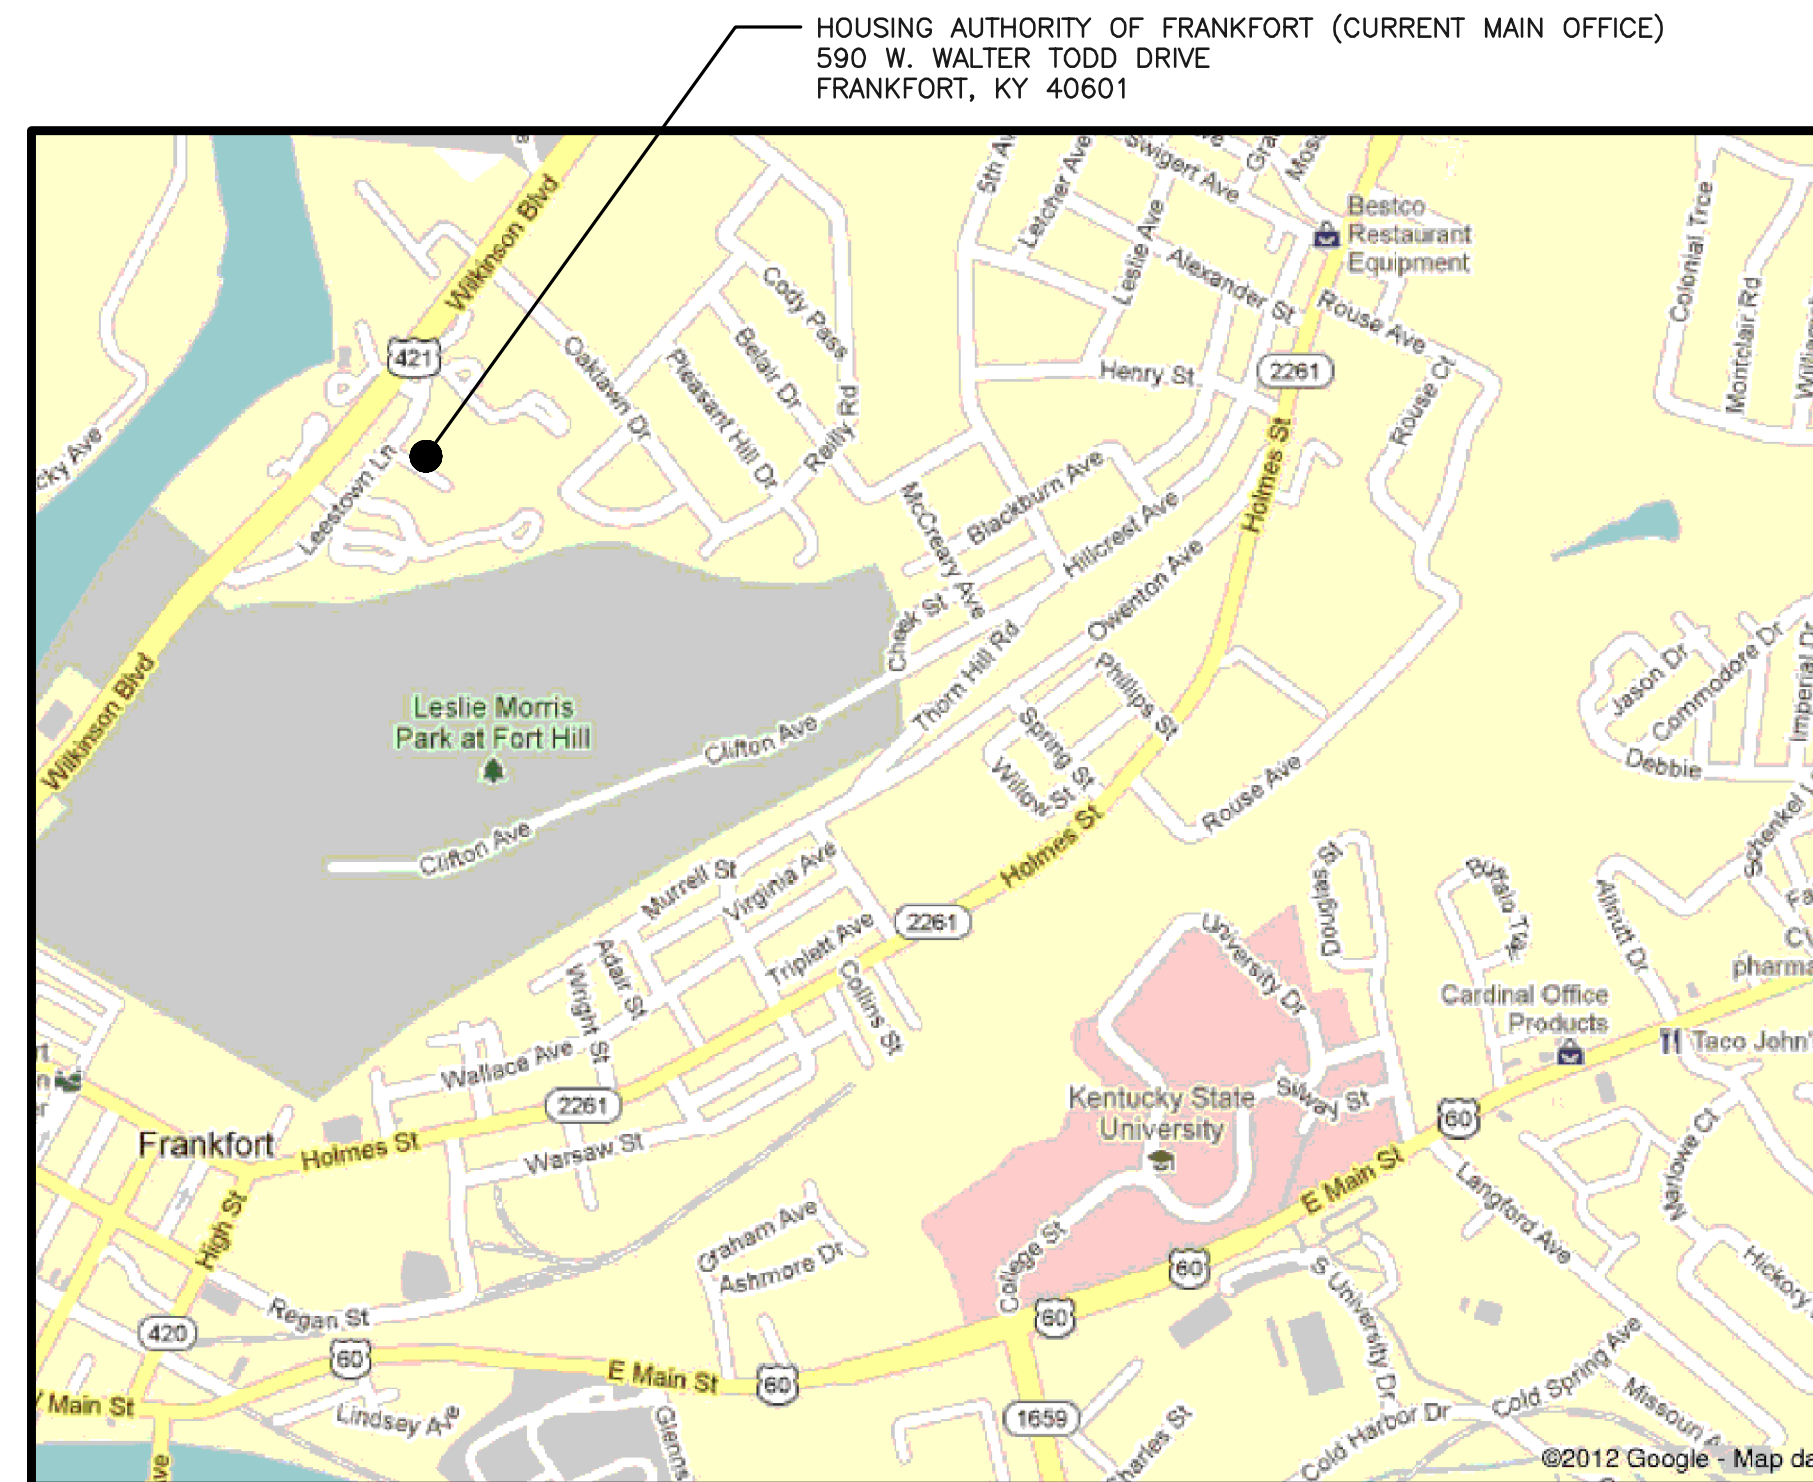 HOUSING AUTHORITY OF FRANKFORT (CURRENT MAIN OFFICE)
590 W. WALTER TODD DRIVE
FRANKFORT, KY 40601
Wilkinson Blvd
5th
Letcher Ave
Swigert Ave
Leslie Ave
Alexander St
Bestco
Restaurant
Equipment
Colonial Trce
Montclair Rd
421
Cody Pass
Belair Dr
Oaklawn Dr
Pleasant Hill Dr
Reilly Rd
Henry St
2261
Rouse Ave
Rouse Ct
Holmes St
Leestown Ln
McCreary Ave
Blackburn Ave
Hillcrest Ave
Owenton Ave
Cheek St
Thorn Hill Rd
Phillips St
Spring St
Willow St
Jason Dr
Commodore Dr
Imperial Dr
Debbie
Wilkinson Blvd
Leslie Morris
Park at Fort Hill
Clifton Ave
Clifton Ave
Rouse Ave
Holmes St
Schenkel
Murrell St
Virginia Ave
Triplett Ave
2261
Adair St
Wright St
Collins St
Wallace Ave
2261
University Dr
Douglas St
Buffalo Trce
Allnutt Dr
pharma
Cardinal Office
Products
Taco John'
Kentucky State
University
Silway St
60
Frankfort
Holmes St
Warsaw St
High St
E Main St
Langford Ave
Marlowe Ct
Hickory
Graham Ave
Ashmore Dr
College St
60
60
S University Dr
Regan St
420
60
E Main St
60
Main St
Lindsey Ave
Glenns
1659
Charles St
Cold Harbor Dr
Cold Spring Ave
Missouri
©2012 Google - Map da